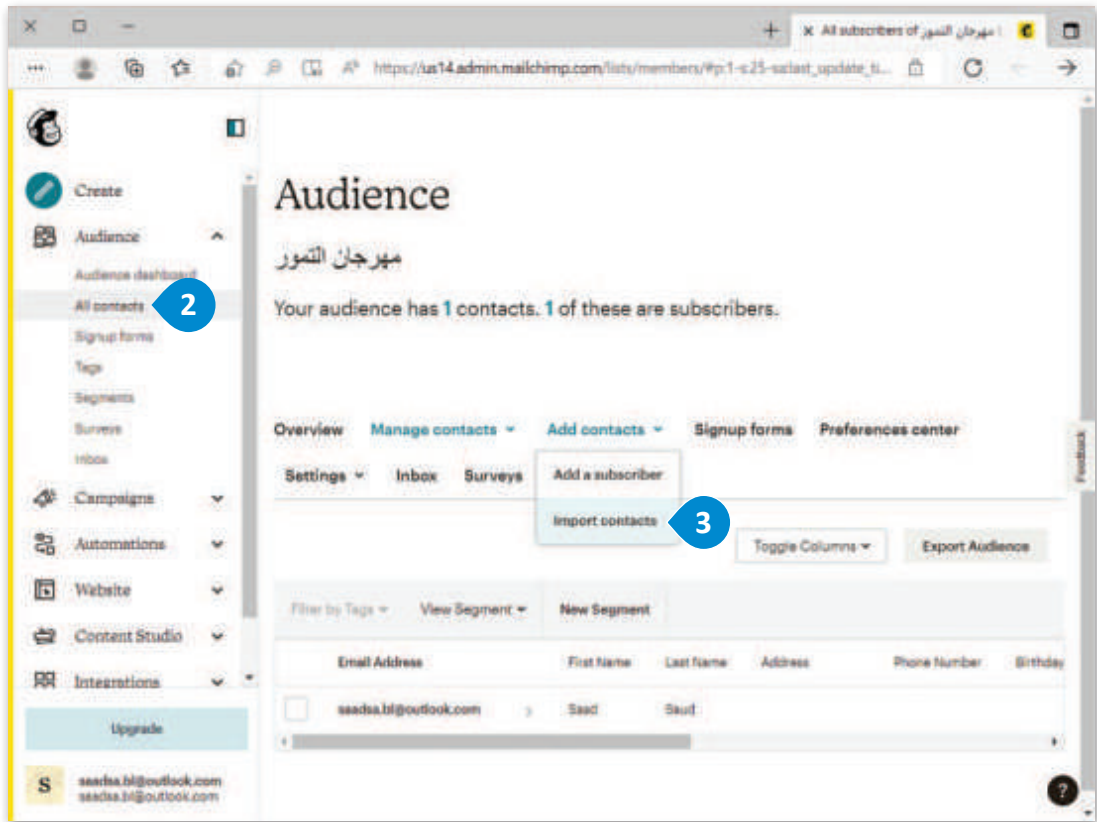 All subscribers of مهرجان التمور
https://us14.admin.mailchimp.com/lists/members/#p:1-s:25-sa:last_update_ti...
Create
Audience
Audience dashboard
All contacts
2
Signup forms
Tags
Segments
Surveys
Inbox
Campaigns
Automations
Website
Content Studio
Integrations
Upgrade
S
saadsa.bl@outlook.com
saadsa.bl@outlook.com
Audience
مهرجان التمور
Your audience has 1 contacts. 1 of these are subscribers.
Overview Manage contacts Add contacts Signup forms Preferences center
Settings Inbox Surveys
Add a subscriber
Import contacts
3
Toggle Columns Export Audience
Filter by Tags View Segment New Segment
Email Address First Name Last Name Address Phone Number Birthday
saadsa.bl@outlook.com Saad Saud
Feedback
?